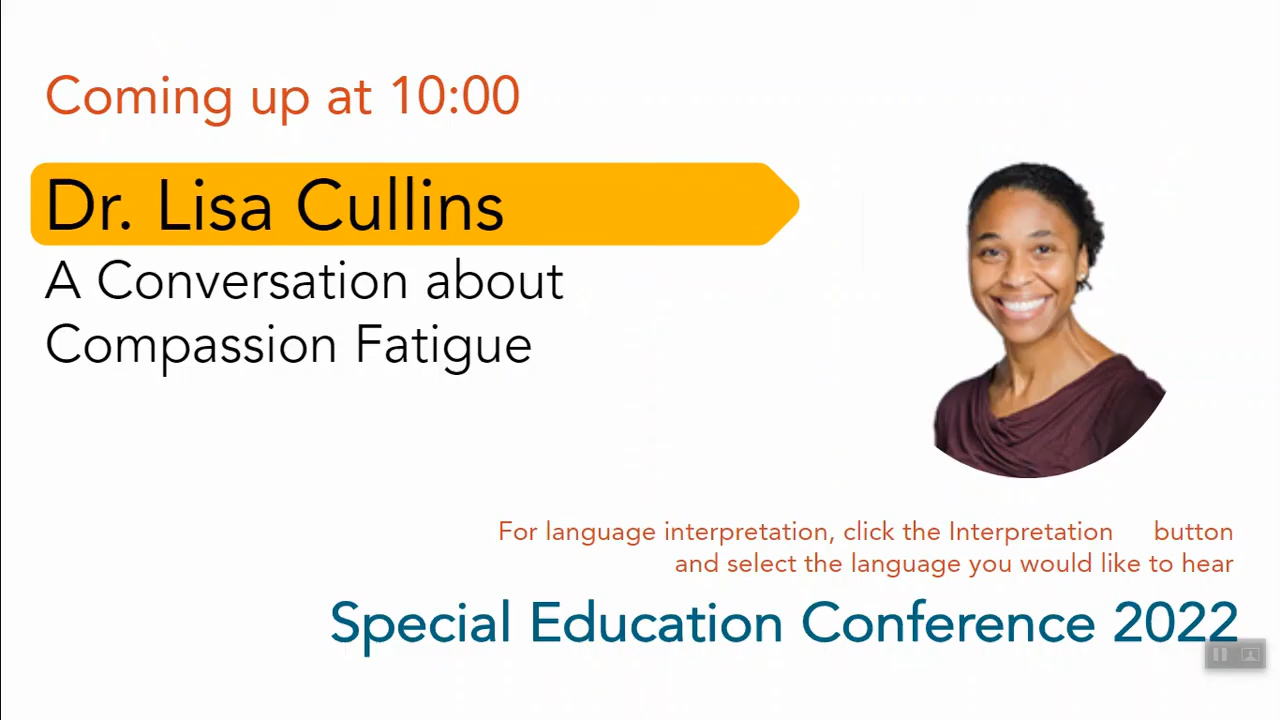 Coming up at 10:00
Dr. Lisa Cullins
A Conversation about
Compassion Fatigue
For language interpretation, click the Interpretation button
and select the language you would like to hear
Special Education Conference 2022